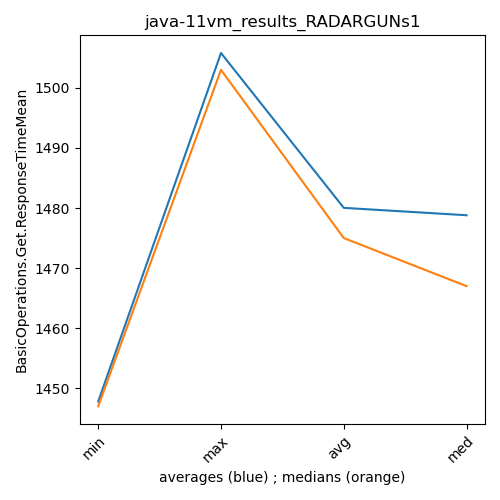 java-11vm_results_RADARGUNs1
BasicOperations.Get.ResponseTimeMean
1500
1490
1480
1470
1460
1450
min
max
avg
med
averages (blue) ; medians (orange)